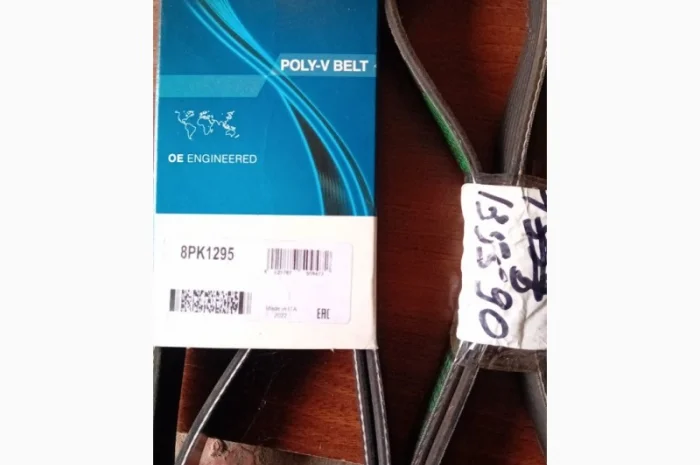 POLY-V BELT
OE ENGINEERED
8PK1295
EAC
1355-90